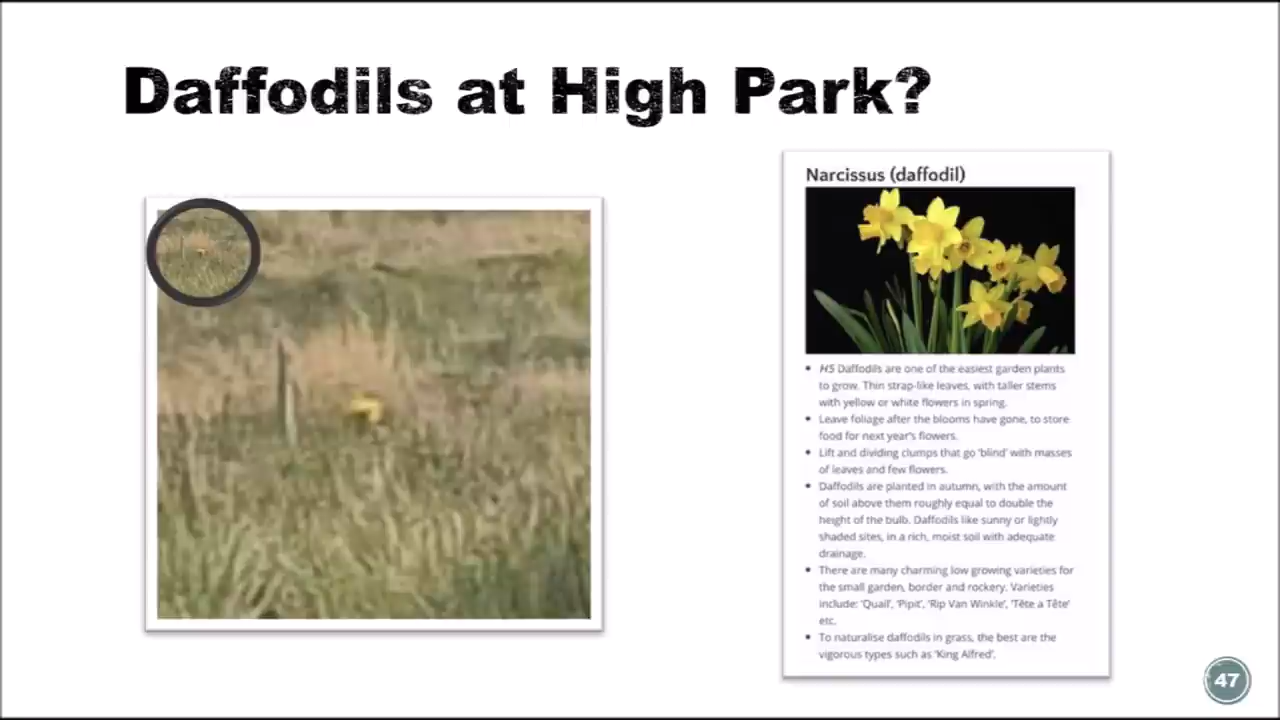 Daffodils at High Park?
Narcissus (daffodil)
• H5 Daffodils are one of the easiest garden plants
to grow. Thin strap-like leaves, with taller stems
with yellow or white flowers in spring.
• Leave foliage after the blooms have gone, to store
food for next year's flowers.
• Lift and dividing clumps that go 'blind' with masses
of leaves and few flowers.
• Daffodils are planted in autumn, with the amount
of soil above them roughly equal to double the
height of the bulb. Daffodils like sunny or lightly
shaded sites, in a rich, moist soil with adequate
drainage.
• There are many charming low growing varieties for
the small garden, border and rockery. Varieties
include: 'Quail', 'Pipit', 'Rip Van Winkle', 'Tête a Tête'
etc.
• To naturalise daffodils in grass, the best are the
vigorous types such as 'King Alfred'.
47